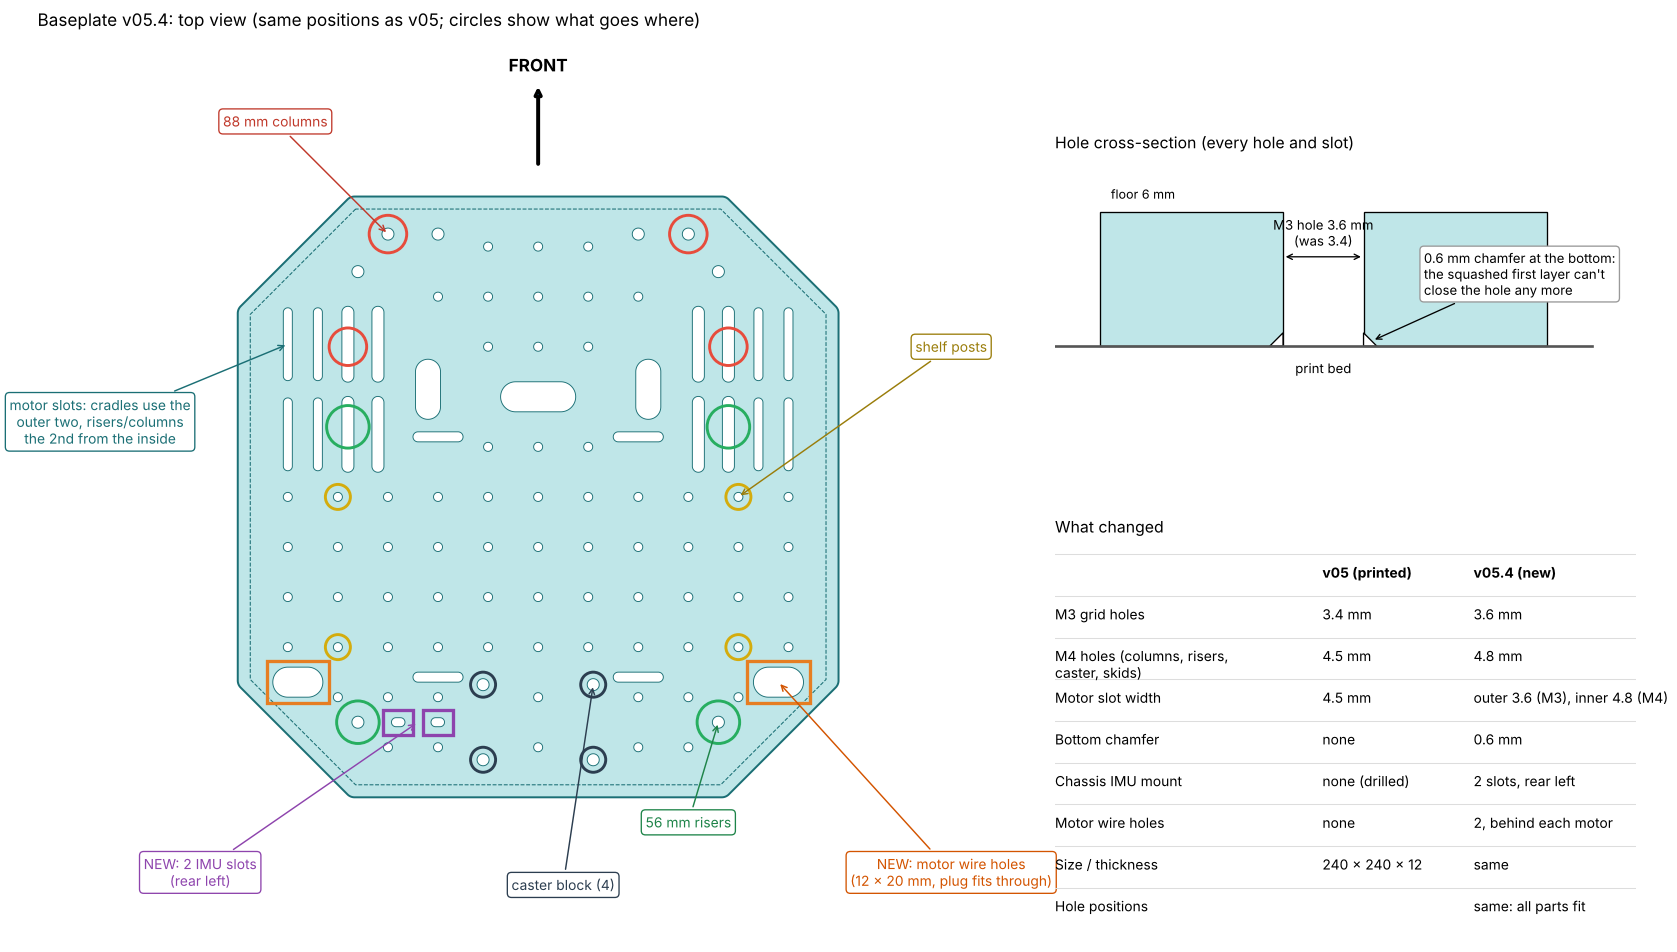 Baseplate v05.4: top view (same positions as v05; circles show what goes where)
FRONT
88 mm columns
motor slots: cradles use the
outer two, risers/columns
the 2nd from the inside
shelf posts
NEW: 2 IMU slots
(rear left)
caster block (4)
56 mm risers
NEW: motor wire holes
(12 × 20 mm, plug fits through)
Hole cross-section (every hole and slot)
floor 6 mm
M3 hole 3.6 mm
(was 3.4)
0.6 mm chamfer at the bottom:
the squashed first layer can't
close the hole any more
print bed
What changed
v05 (printed) v05.4 (new)
M3 grid holes 3.4 mm 3.6 mm
M4 holes (columns, risers, 4.5 mm 4.8 mm
caster, skids)
Motor slot width 4.5 mm outer 3.6 (M3), inner 4.8 (M4)
Bottom chamfer none 0.6 mm
Chassis IMU mount none (drilled) 2 slots, rear left
Motor wire holes none 2, behind each motor
Size / thickness 240 × 240 × 12 same
Hole positions same: all parts fit